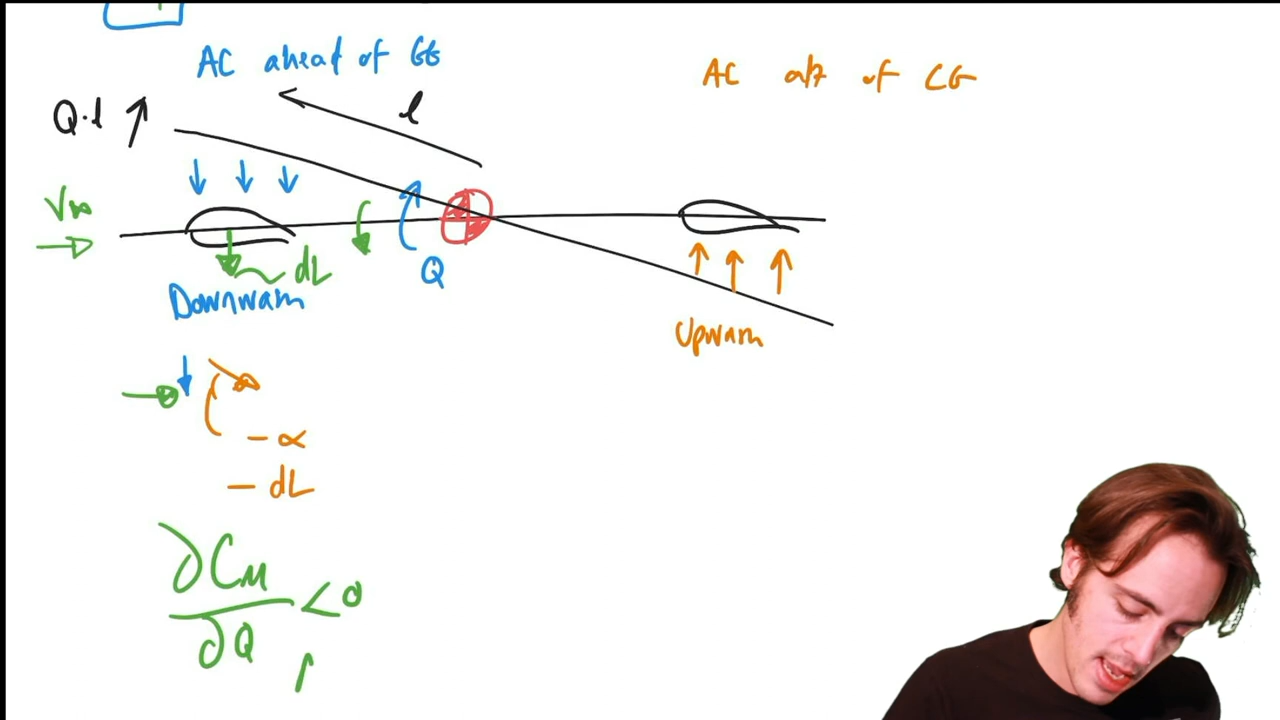 AC ahead of CG
AC aft of CG
Q·l ↑
l
V∞
dL
Q
Downwash
Upwash
- α
- dL
∂CM
∂Q
< 0